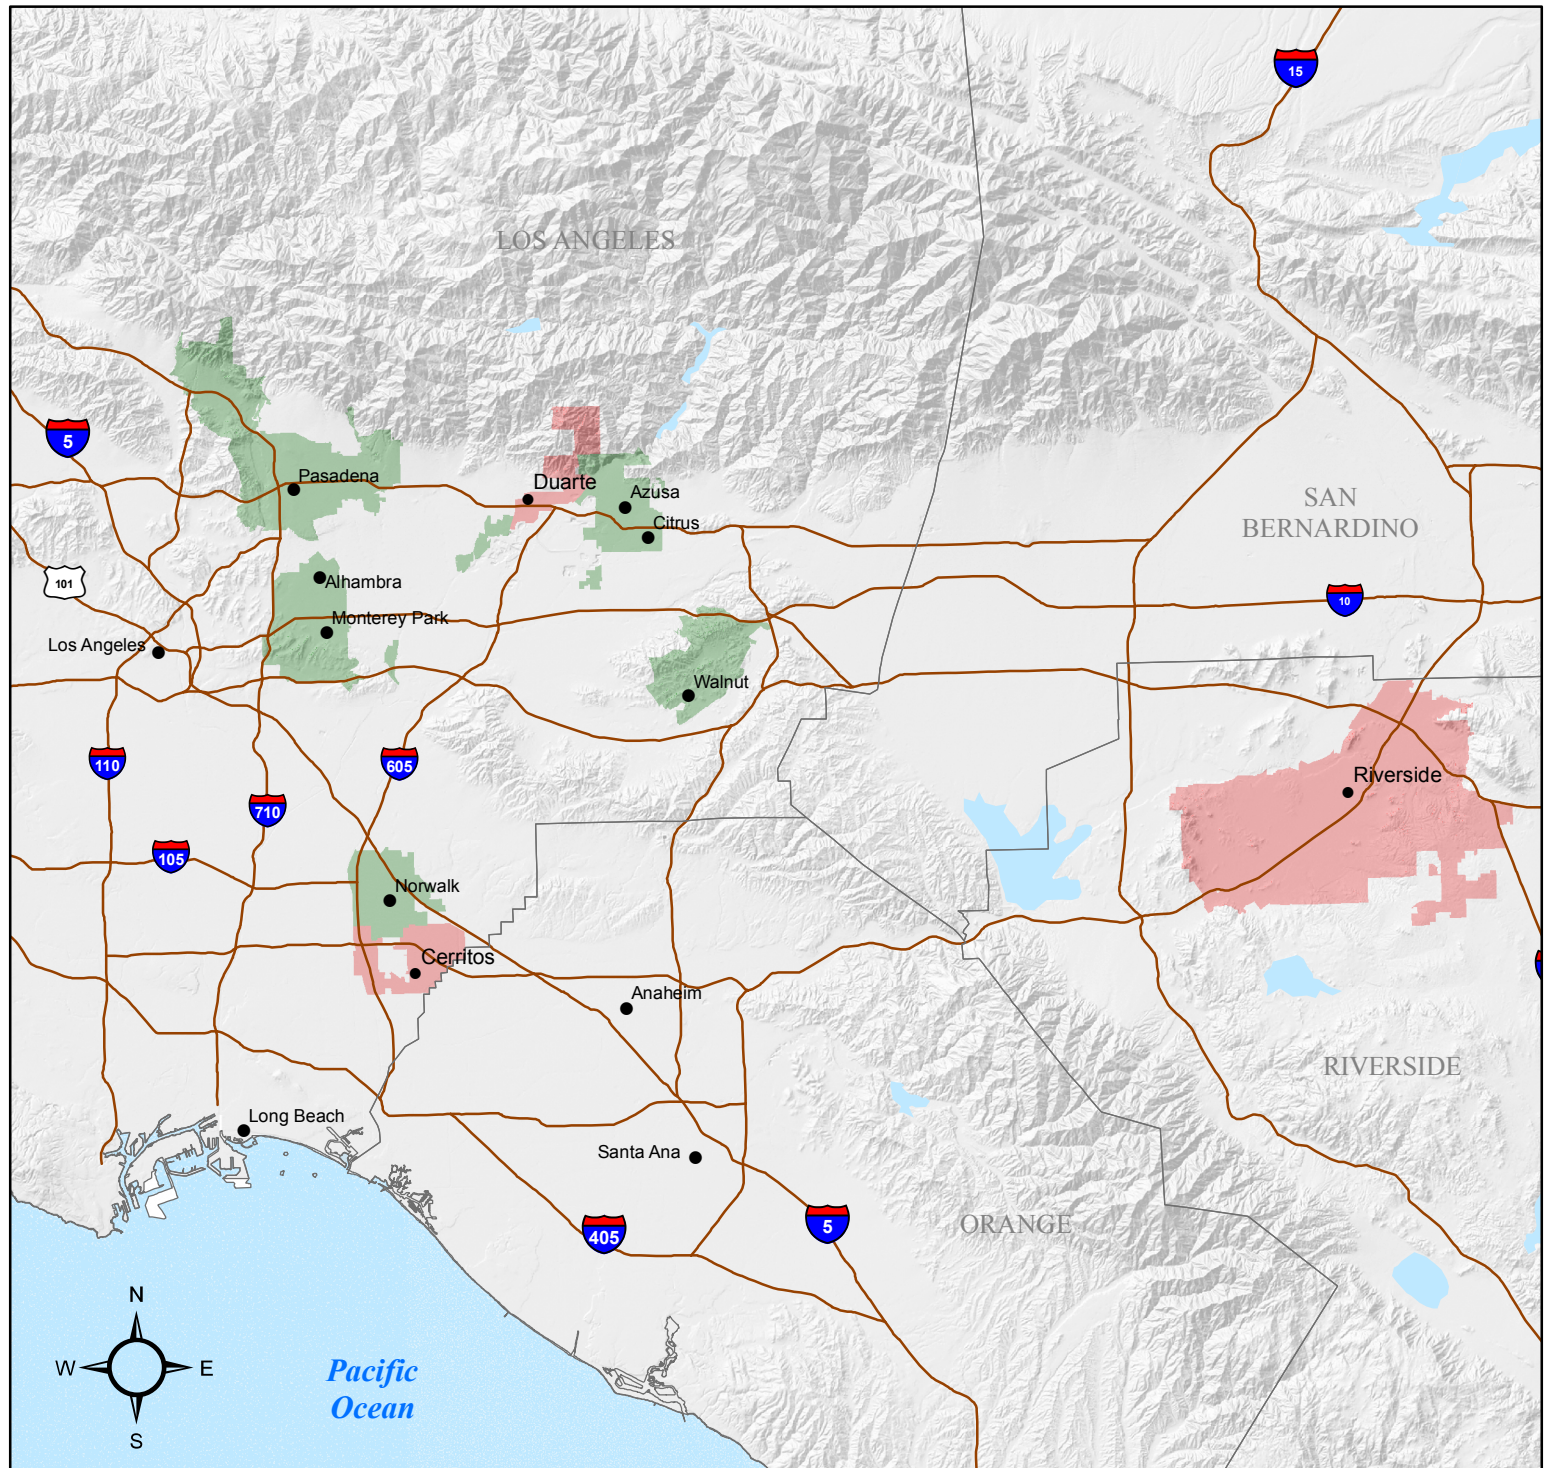 15
LOS ANGELES
5
Pasadena
Duarte
Azusa
Citrus
SAN
BERNARDINO
101
Alhambra
10
Monterey Park
Los Angeles
Walnut
110
605
Riverside
710
105
Norwalk
Cerritos
Anaheim
RIVERSIDE
Long Beach
Santa Ana
405
5
ORANGE
N
W
E
S
Pacific
Ocean